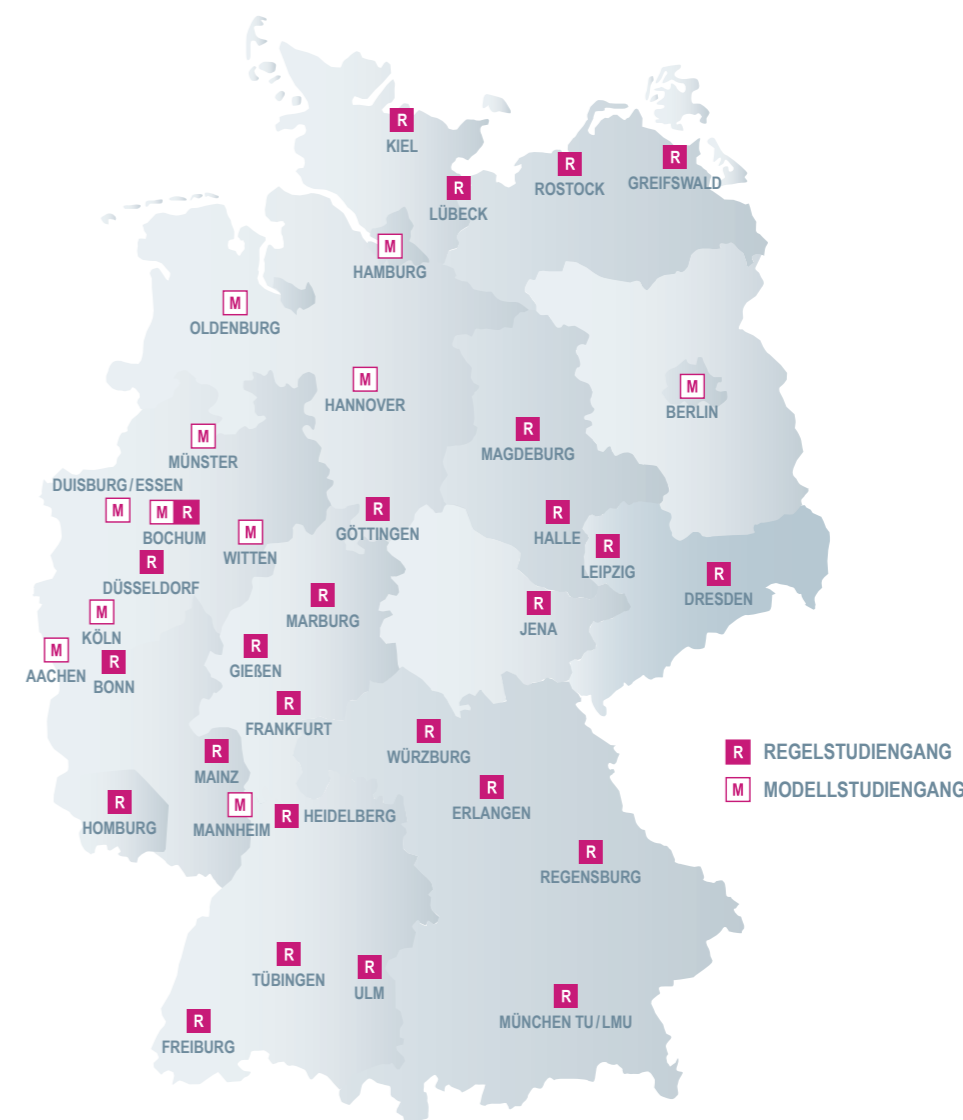 R
KIEL
R
ROSTOCK
R
GREIFSWALD
R
LÜBECK
M
HAMBURG
M
OLDENBURG
M
HANNOVER
M
BERLIN
M
MÜNSTER
R
MAGDEBURG
DUISBURG/ESSEN
M
M R
BOCHUM
M
WITTEN
R
GÖTTINGEN
R
HALLE
R
LEIPZIG
R
DÜSSELDORF
R
DRESDEN
R
MARBURG
R
JENA
M
KÖLN
M
AACHEN
R
BONN
R
GIEßEN
R
FRANKFURT
R
WÜRZBURG
R
MAINZ
R REGELSTUDIENGANG
M MODELLSTUDIENGANG
R
HOMBURG
M
MANNHEIM
R HEIDELBERG
R
ERLANGEN
R
REGENSBURG
R
TÜBINGEN
R
ULM
R
MÜNCHEN TU/LMU
R
FREIBURG